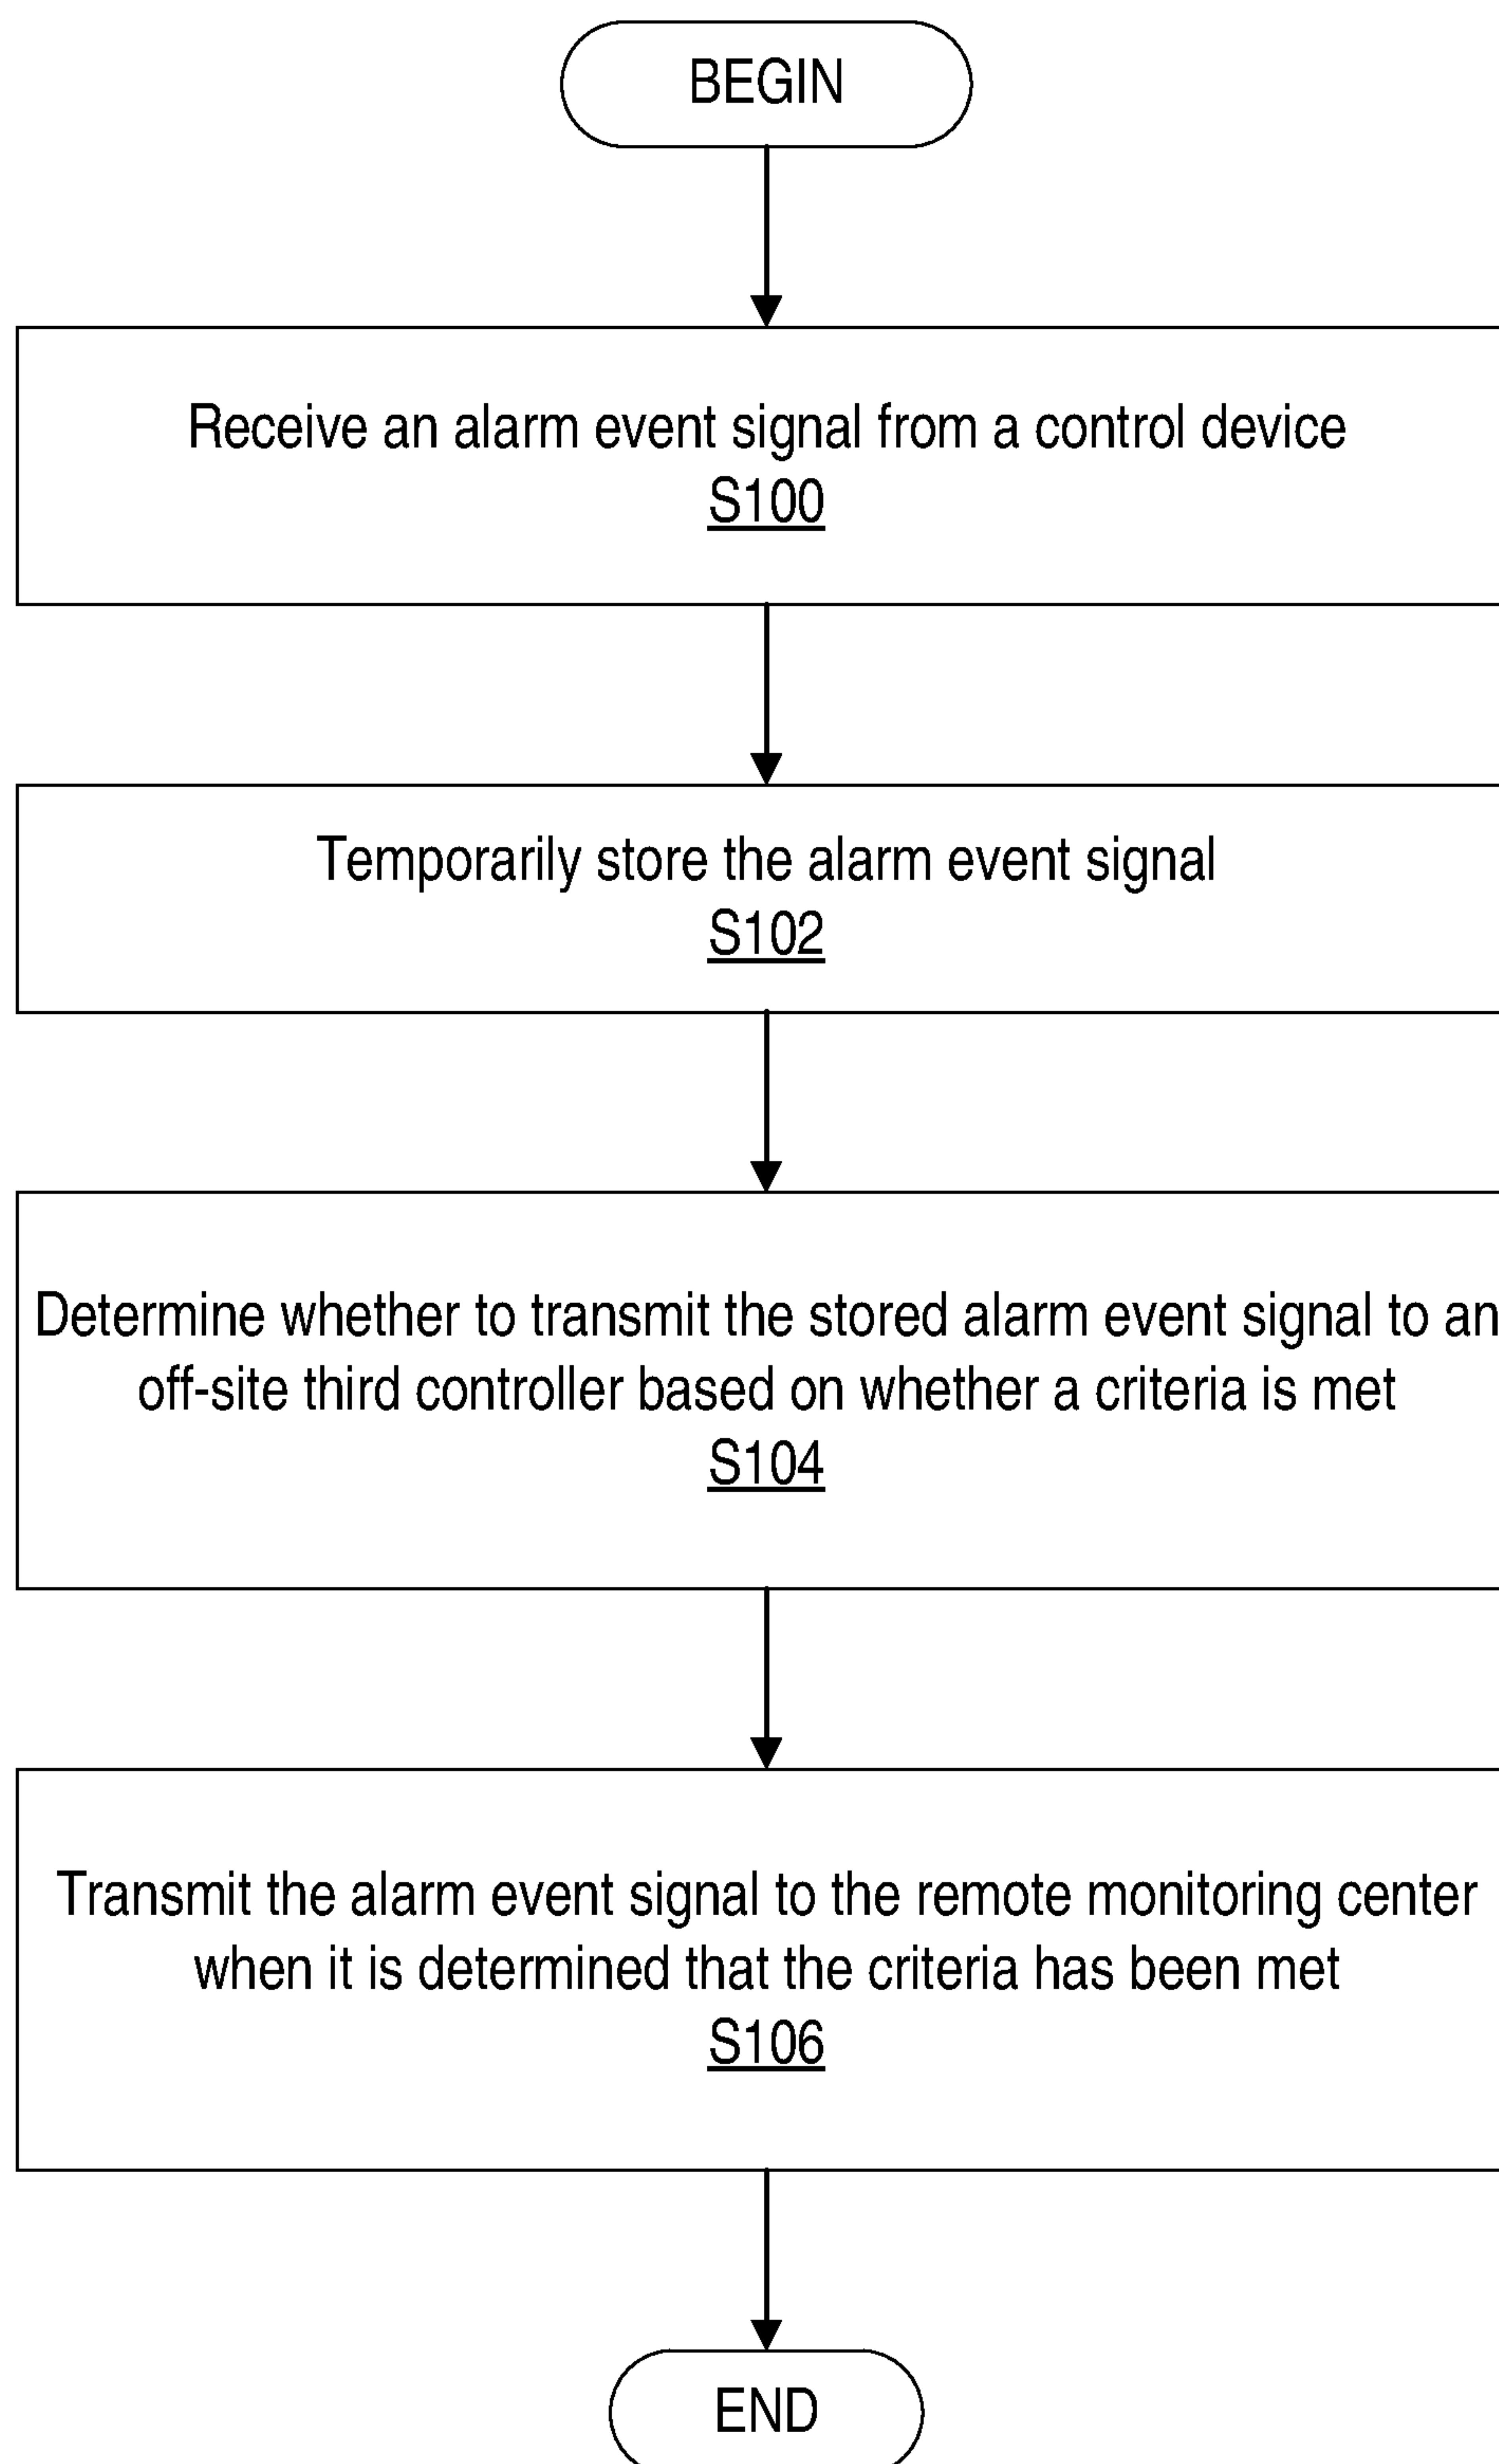 BEGIN
Receive an alarm event signal from a control device
S100
Temporarily store the alarm event signal
S102
Determine whether to transmit the stored alarm event signal to an
off-site third controller based on whether a criteria is met
S104
Transmit the alarm event signal to the remote monitoring center
when it is determined that the criteria has been met
S106
END